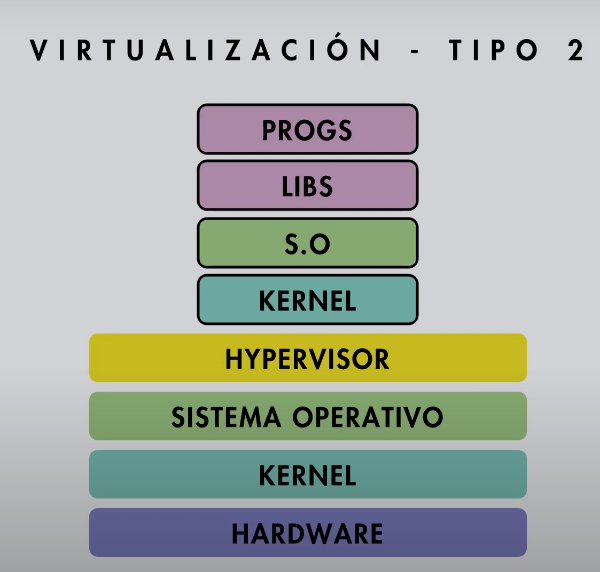 VIRTUALIZACIÓN - TIPO 2
PROGS
LIBS
S.O
KERNEL
HYPERVISOR
SISTEMA OPERATIVO
KERNEL
HARDWARE